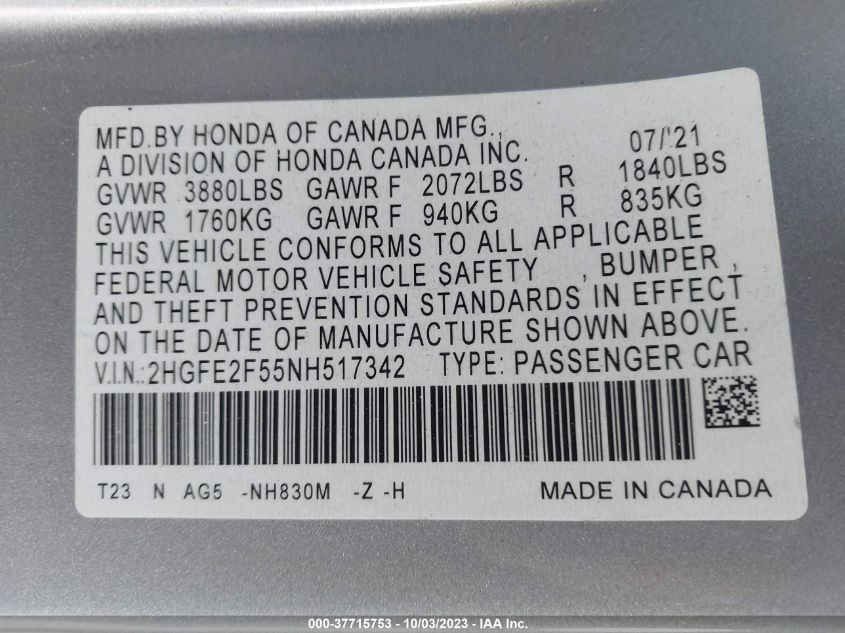 MFD.BY HONDA OF CANADA MFG.,
A DIVISION OF HONDA CANADA INC. 07/'21
GVWR 3880LBS GAWR F 2072LBS R 1840LBS
GVWR 1760KG GAWR F 940KG R 835KG
THIS VEHICLE CONFORMS TO ALL APPLICABLE
FEDERAL MOTOR VEHICLE SAFETY , BUMPER ,
AND THEFT PREVENTION STANDARDS IN EFFECT
ON THE DATE OF MANUFACTURE SHOWN ABOVE.
V.I.N.:2HGFE2F55NH517342 TYPE: PASSENGER CAR
T23 N AG5 -NH830M -Z -H MADE IN CANADA
000-37715753 - 10/03/2023 - IAA Inc.